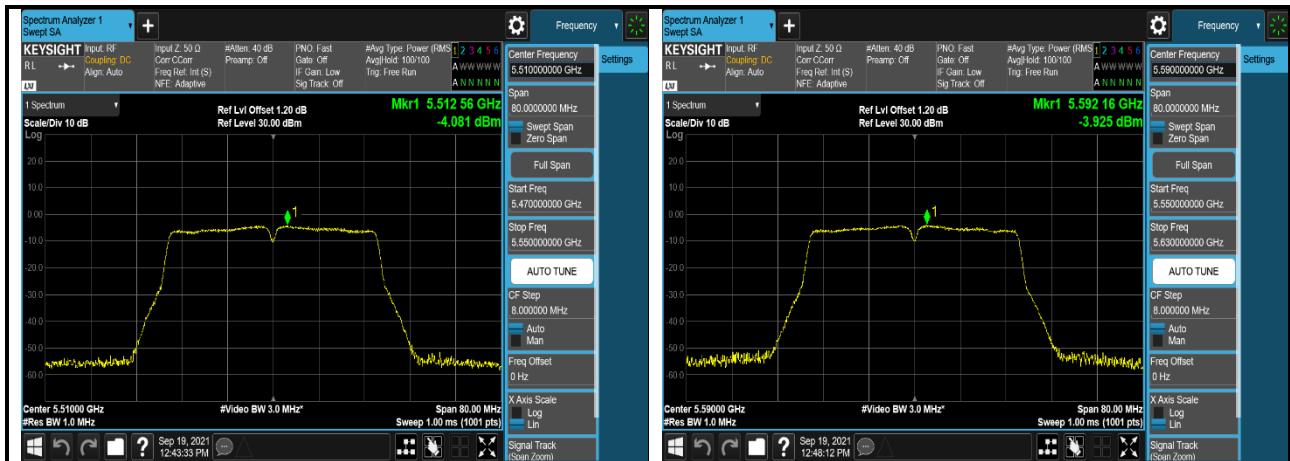 Spectrum Analyzer 1
Swept SA
+
Frequency
KEYSIGHT
RL
LXI
Input: RF
Coupling: DC
Align: Auto
Input Z: 50 Ω
Corr CCorr
Freq Ref: Int (S)
NFE: Adaptive
#Atten: 40 dB
Preamp: Off
PNO: Fast
Gate: Off
IF Gain: Low
Sig Track: Off
#Avg Type: Power (RMS
Avg|Hold: 100/100
Trig: Free Run
1 2 3 4 5 6
A W W W W W
A N N N N N
1 Spectrum
Scale/Div 10 dB
Log
Ref Lvl Offset 1.20 dB
Ref Level 30.00 dBm
Mkr1 5.512 56 GHz
-4.081 dBm
20.0
10.0
0.00
-10.0
-20.0
-30.0
-40.0
-50.0
-60.0
1
Center 5.51000 GHz
#Res BW 1.0 MHz
#Video BW 3.0 MHz*
Span 80.00 MHz
Sweep 1.00 ms (1001 pts)
?
Sep 19, 2021
12:43:33 PM
Center Frequency
5.510000000 GHz
Span
80.0000000 MHz
Swept Span
Zero Span
Full Span
Start Freq
5.470000000 GHz
Stop Freq
5.550000000 GHz
AUTO TUNE
CF Step
8.000000 MHz
Auto
Man
Freq Offset
0 Hz
X Axis Scale
Log
Lin
Signal Track
(Span Zoom)
Settings
Spectrum Analyzer 1
Swept SA
+
Frequency
KEYSIGHT
RL
LXI
Input: RF
Coupling: DC
Align: Auto
Input Z: 50 Ω
Corr CCorr
Freq Ref: Int (S)
NFE: Adaptive
#Atten: 40 dB
Preamp: Off
PNO: Fast
Gate: Off
IF Gain: Low
Sig Track: Off
#Avg Type: Power (RMS
Avg|Hold: 100/100
Trig: Free Run
1 2 3 4 5 6
A W W W W W
A N N N N N
1 Spectrum
Scale/Div 10 dB
Log
Ref Lvl Offset 1.20 dB
Ref Level 30.00 dBm
Mkr1 5.592 16 GHz
-3.925 dBm
20.0
10.0
0.00
-10.0
-20.0
-30.0
-40.0
-50.0
-60.0
1
Center 5.59000 GHz
#Res BW 1.0 MHz
#Video BW 3.0 MHz*
Span 80.00 MHz
Sweep 1.00 ms (1001 pts)
?
Sep 19, 2021
12:48:12 PM
Center Frequency
5.590000000 GHz
Span
80.0000000 MHz
Swept Span
Zero Span
Full Span
Start Freq
5.550000000 GHz
Stop Freq
5.630000000 GHz
AUTO TUNE
CF Step
8.000000 MHz
Auto
Man
Freq Offset
0 Hz
X Axis Scale
Log
Lin
Signal Track
(Span Zoom)
Settings